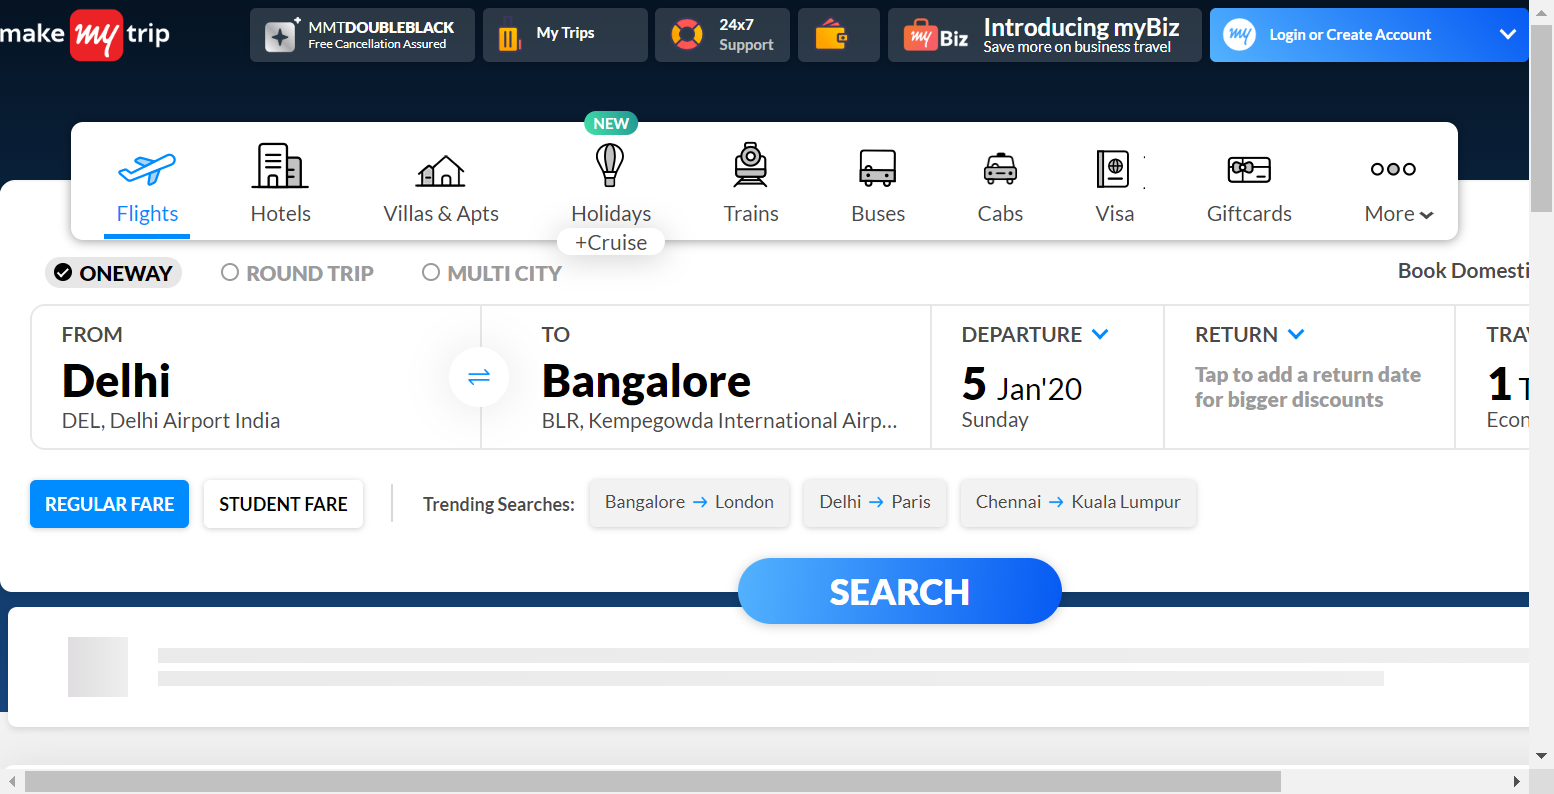 make my trip
MMTDOUBLEBLACK
Free Cancellation Assured
My Trips
24x7
Support
my Biz
Introducing myBiz
Save more on business travel
my
Login or Create Account
NEW
Flights
Hotels
Villas & Apts
Holidays
Trains
Buses
Cabs
Visa
Giftcards
More
+Cruise
ONEWAY
ROUND TRIP
MULTI CITY
Book Domesti
FROM
Delhi
DEL, Delhi Airport India
TO
Bangalore
BLR, Kempegowda International Airp...
DEPARTURE
5 Jan'20
Sunday
RETURN
Tap to add a return date
for bigger discounts
TRA
1
Econ
REGULAR FARE
STUDENT FARE
Trending Searches:
Bangalore → London
Delhi → Paris
Chennai → Kuala Lumpur
SEARCH